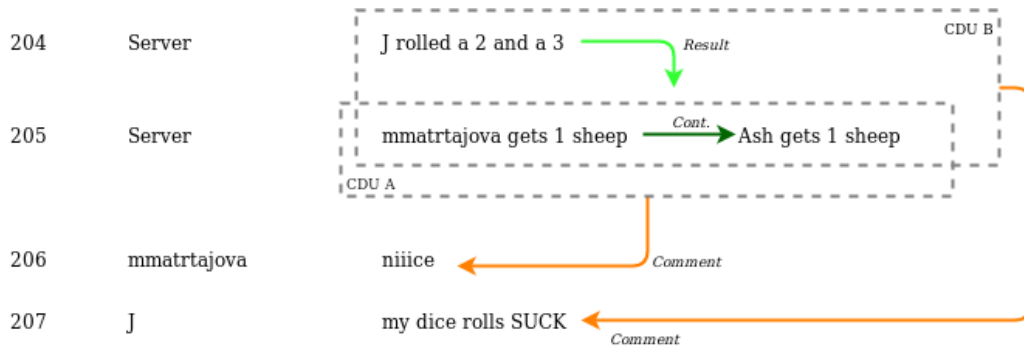 CDU B
204 Server J rolled a 2 and a 3 Result
Cont.
205 Server mmatrtajova gets 1 sheep Ash gets 1 sheep
CDU A
206 mmatrtajova niiice Comment
207 J my dice rolls SUCK
Comment